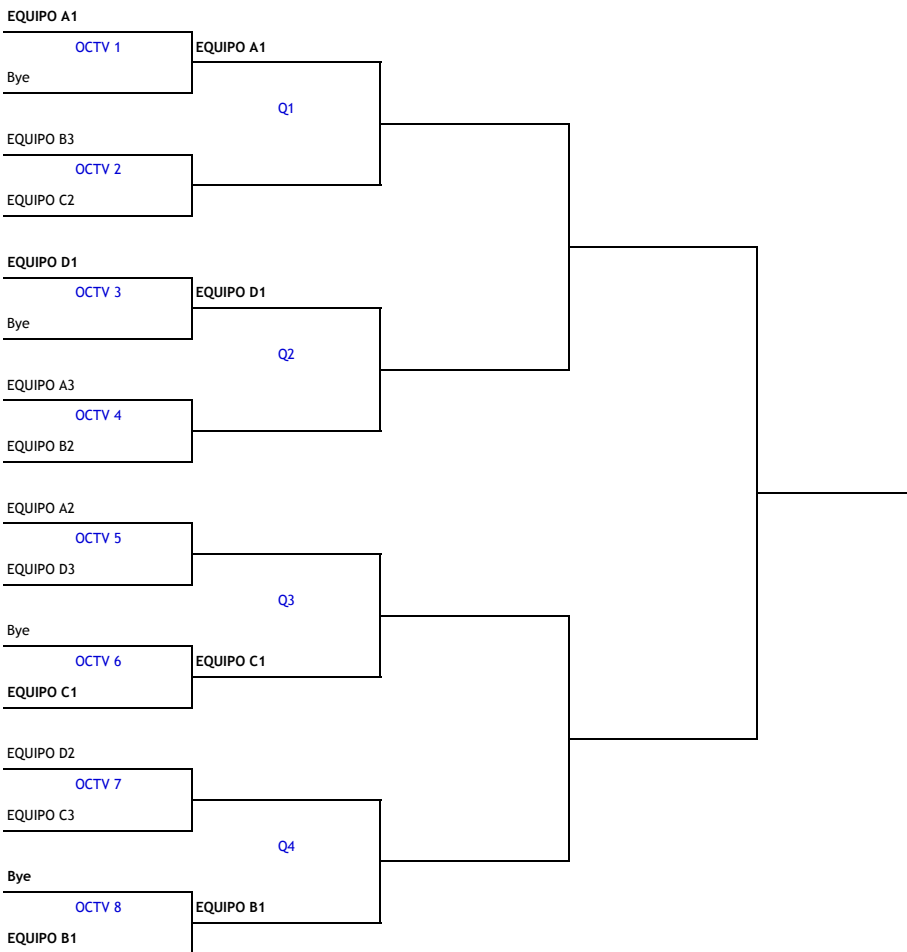 EQUIPO A1
OCTV 1
EQUIPO A1
Bye
Q1
EQUIPO B3
OCTV 2
EQUIPO C2
EQUIPO D1
OCTV 3
EQUIPO D1
Bye
Q2
EQUIPO A3
OCTV 4
EQUIPO B2
EQUIPO A2
OCTV 5
EQUIPO D3
Q3
Bye
OCTV 6
EQUIPO C1
EQUIPO C1
EQUIPO D2
OCTV 7
EQUIPO C3
Q4
Bye
OCTV 8
EQUIPO B1
EQUIPO B1